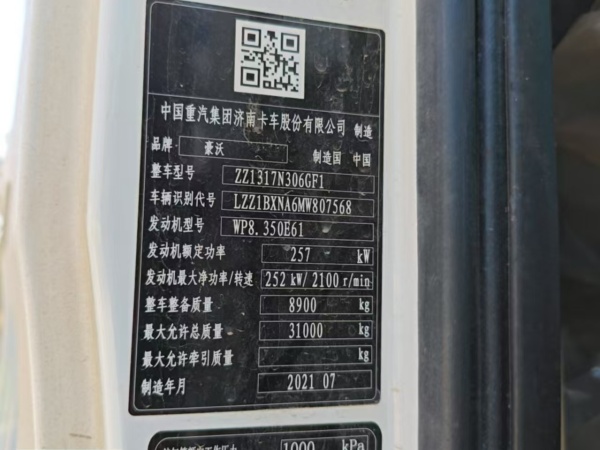 中国重汽集团济南卡车股份有限公司 制造
品牌 豪沃 制造国 中国
整车型号 ZZ1317N306GF1
车辆识别代号 LZZ1BXNA6MW807568
发动机型号 WP8.350E61
发动机额定功率 257 kW
发动机最大净功率/转速 252 kW/ 2100 r/min
整车整备质量 8900 kg
最大允许总质量 31000 kg
最大允许牵引质量 kg
制造年月 2021 07
1000 kPa